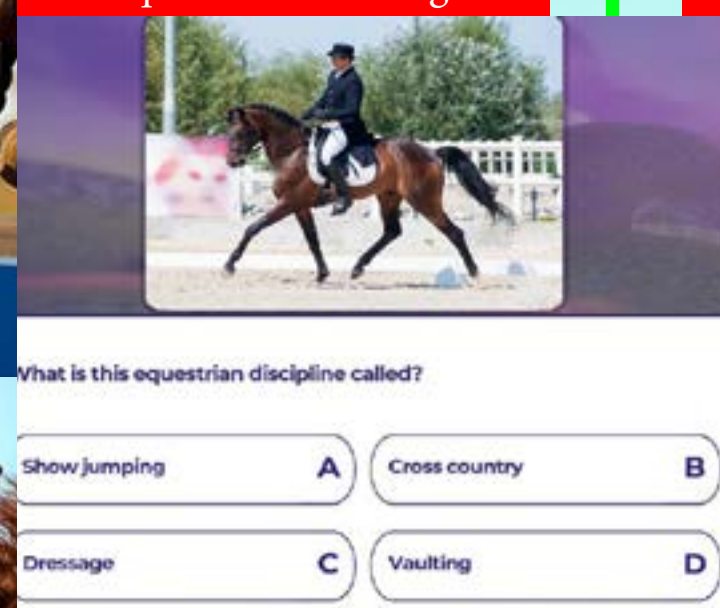 What is this equestrian discipline called?
Show jumping A
Cross country B
Dressage C
Vaulting D